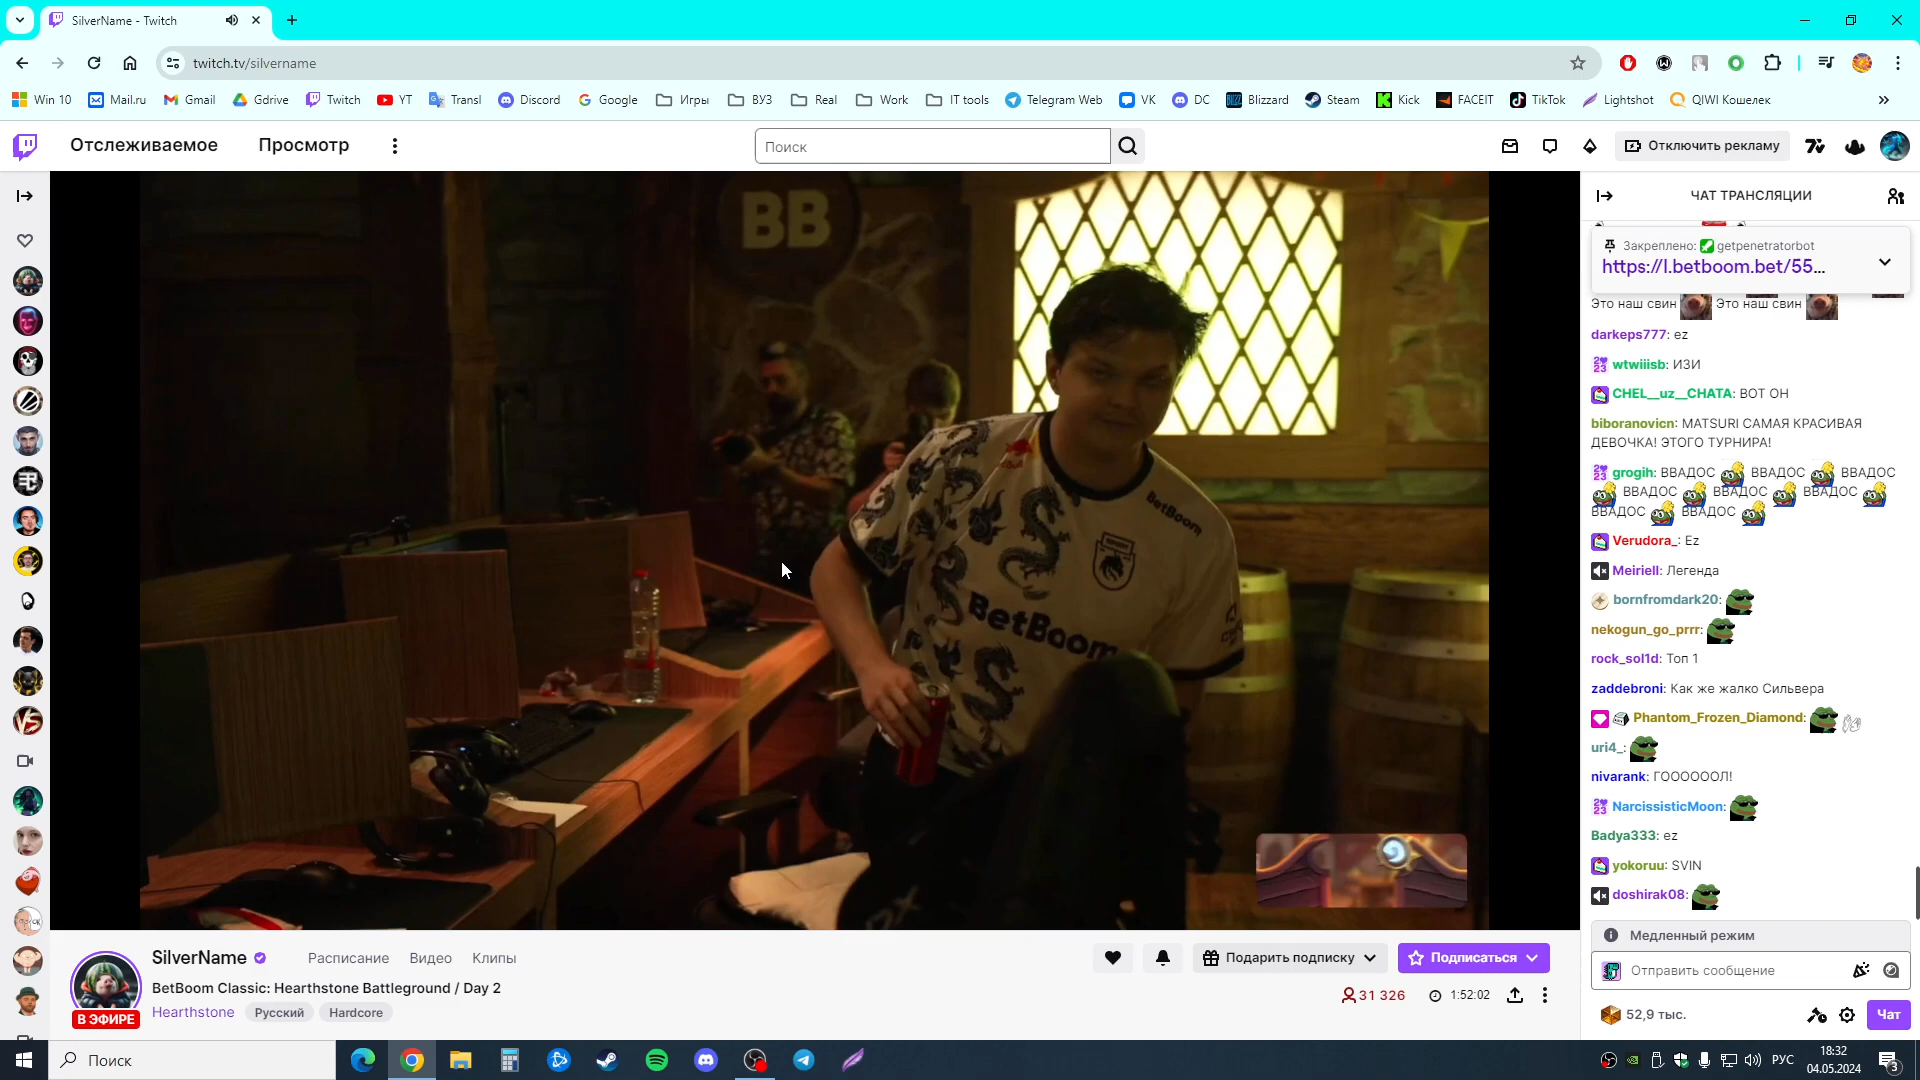 SilverName - Twitch
twitch.tv/silvername
Win 10 Mail.ru Gmail Gdrive Twitch YT Transl Discord Google Игры ВУЗ Real Work IT tools Telegram Web VK DC Blizzard Steam Kick FACEIT TikTok Lightshot QIWI Кошелек
Отслеживаемое Просмотр Поиск Отключить рекламу
ЧАТ ТРАНСЛЯЦИИ
Закреплено: getpenetratorbot
https://l.betboom.bet/55...
Это наш свин Это наш свин
darkeps777: ez
wtwiiisb: ИЗИ
CHEL__uz__CHATA: ВОТ ОН
biboranovicn: MATSURI САМАЯ КРАСИВАЯ
ДЕВОЧКА! ЭТОГО ТУРНИРА!
grogih: ВВАДОС ВВАДОС ВВАДОС
ВВАДОС ВВАДОС ВВАДОС
ВВАДОС ВВАДОС
Verudora_: Ez
Meiriell: Легенда
bornfromdark20:
nekogun_go_prrr:
rock_sol1d: Топ 1
zaddebroni: Как же жалко Сильвера
Phantom_Frozen_Diamond:
uri4_:
nivarank: ГООООООЛ!
NarcissisticMoon:
Badya333: ez
yokoruu: SVIN
doshirak08:
Медленный режим
Отправить сообщение
52,9 тыс.
Чат
BB
BetBoom
BetBoom
SilverName Расписание Видео Клипы
Подарить подписку Подписаться
BetBoom Classic: Hearthstone Battleground / Day 2
31 326 1:52:02
Hearthstone Русский Hardcore
В ЭФИРЕ
Поиск
РУС
18:32
04.05.2024
3